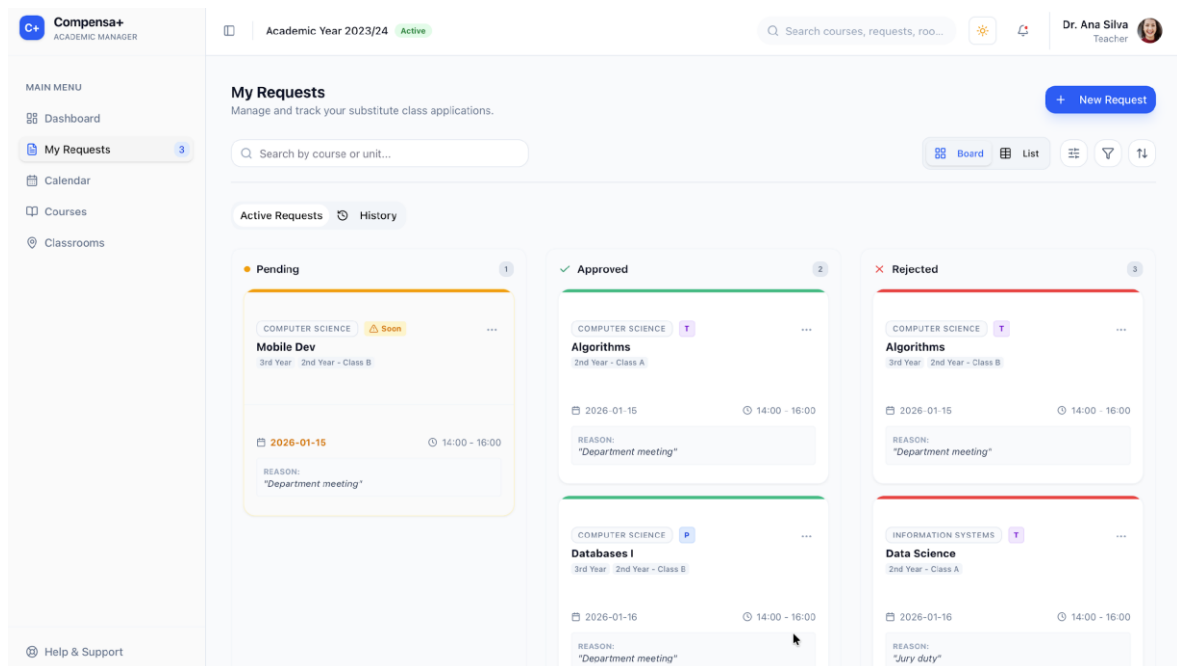 C+
Compensa+
ACADEMIC MANAGER
Academic Year 2023/24 Active
Search courses, requests, roo...
Dr. Ana Silva
Teacher
MAIN MENU
Dashboard
My Requests 3
Calendar
Courses
Classrooms
Help & Support
My Requests
Manage and track your substitute class applications.
+ New Request
Search by course or unit...
Board List
Active Requests History
Pending 1
COMPUTER SCIENCE Soon ...
Mobile Dev
3rd Year 2nd Year - Class B
2026-01-15 14:00 - 16:00
REASON:
"Department meeting"
Approved 2
COMPUTER SCIENCE T ...
Algorithms
2nd Year - Class A
2026-01-15 14:00 - 16:00
REASON:
"Department meeting"
COMPUTER SCIENCE P ...
Databases I
3rd Year 2nd Year - Class B
2026-01-16 14:00 - 16:00
REASON:
"Department meeting"
Rejected 3
COMPUTER SCIENCE T ...
Algorithms
3rd Year 2nd Year - Class B
2026-01-15 14:00 - 16:00
REASON:
"Department meeting"
INFORMATION SYSTEMS T ...
Data Science
2nd Year - Class A
2026-01-16 14:00 - 16:00
REASON:
"Jury duty"